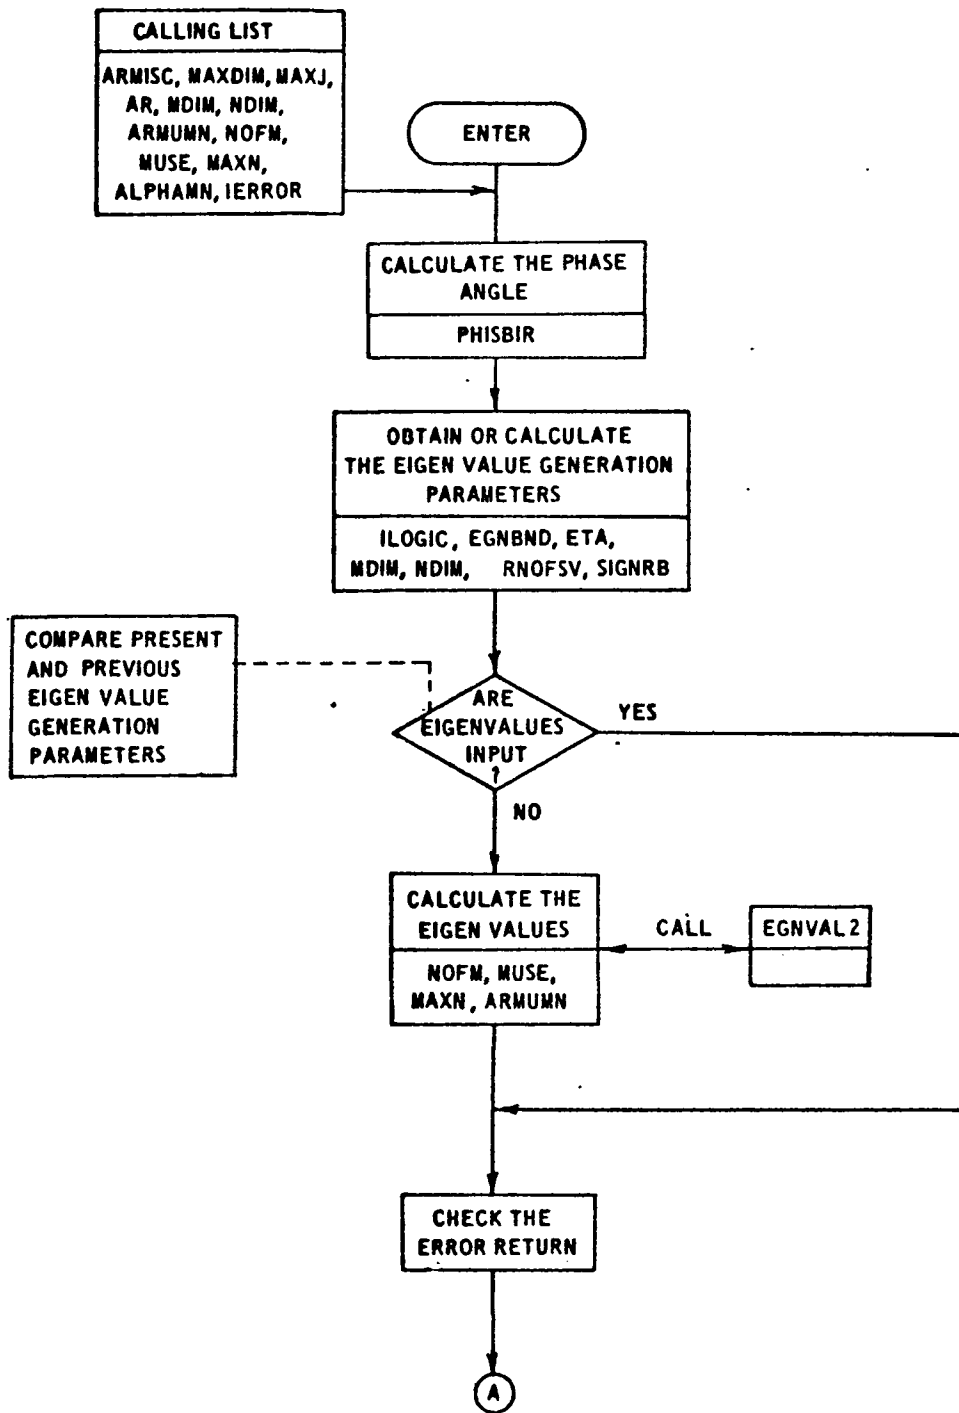 CALLING LIST
ARMISC, MAXDIM, MAXJ,
AR, MDIM, NDIM,
ARMUMN, NOFM,
MUSE, MAXN,
ALPHAMN, IERROR
ENTER
CALCULATE THE PHASE
ANGLE
PHISBIR
OBTAIN OR CALCULATE
THE EIGEN VALUE GENERATION
PARAMETERS
ILOGIC, EGNBND, ETA,
MDIM, NDIM, RNOFSV, SIGNRB
COMPARE PRESENT
AND PREVIOUS
EIGEN VALUE
GENERATION
PARAMETERS
ARE
EIGENVALUES
INPUT
?
YES
NO
CALCULATE THE
EIGEN VALUES
NOFM, MUSE,
MAXN, ARMUMN
CALL
EGNVAL2
CHECK THE
ERROR RETURN
A